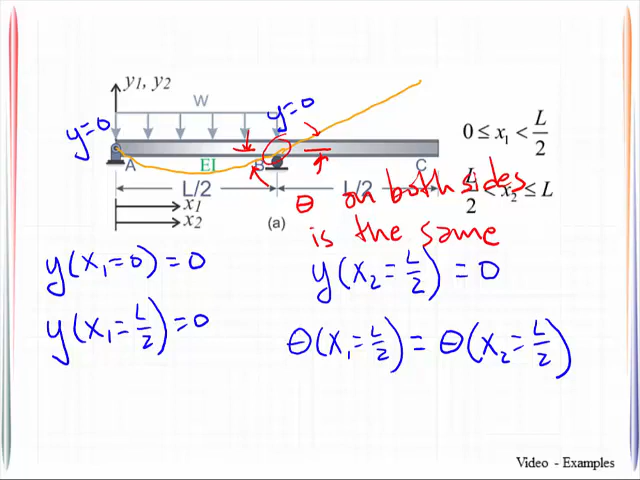 y1, y2
W
y=0
y=0
0 ≤ x₁ < L/2
A
EI
B
C
L/2
L/2
L/2 < x₂ ≤ L
x₁
x₂
(a)
θ on both sides
is the same
y(x₁=0)=0
y(x₂=L/2)=0
y(x₁=L/2)=0
θ(x₁=L/2)=θ(x₂=L/2)
Video - Examples